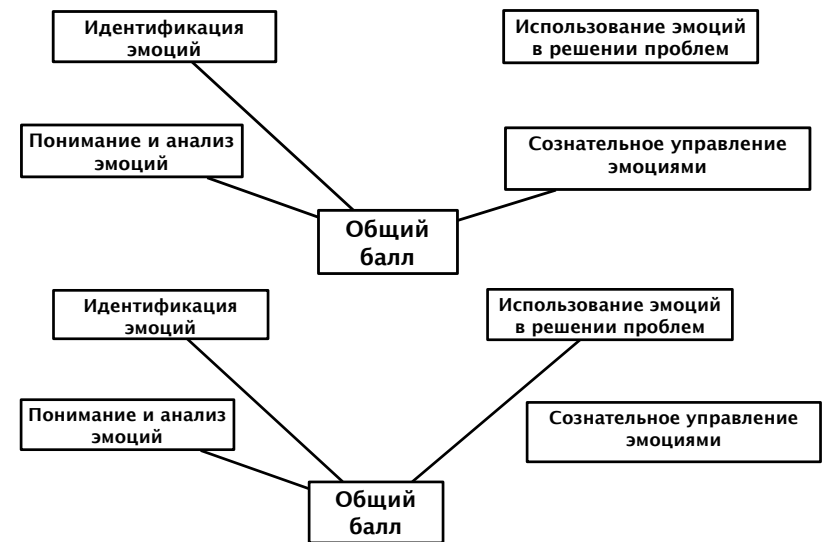 Идентификация
эмоций
Использование эмоций
в решении проблем
Понимание и анализ
эмоций
Сознательное управление
эмоциями
Общий
балл
Идентификация
эмоций
Использование эмоций
в решении проблем
Понимание и анализ
эмоций
Сознательное управление
эмоциями
Общий
балл